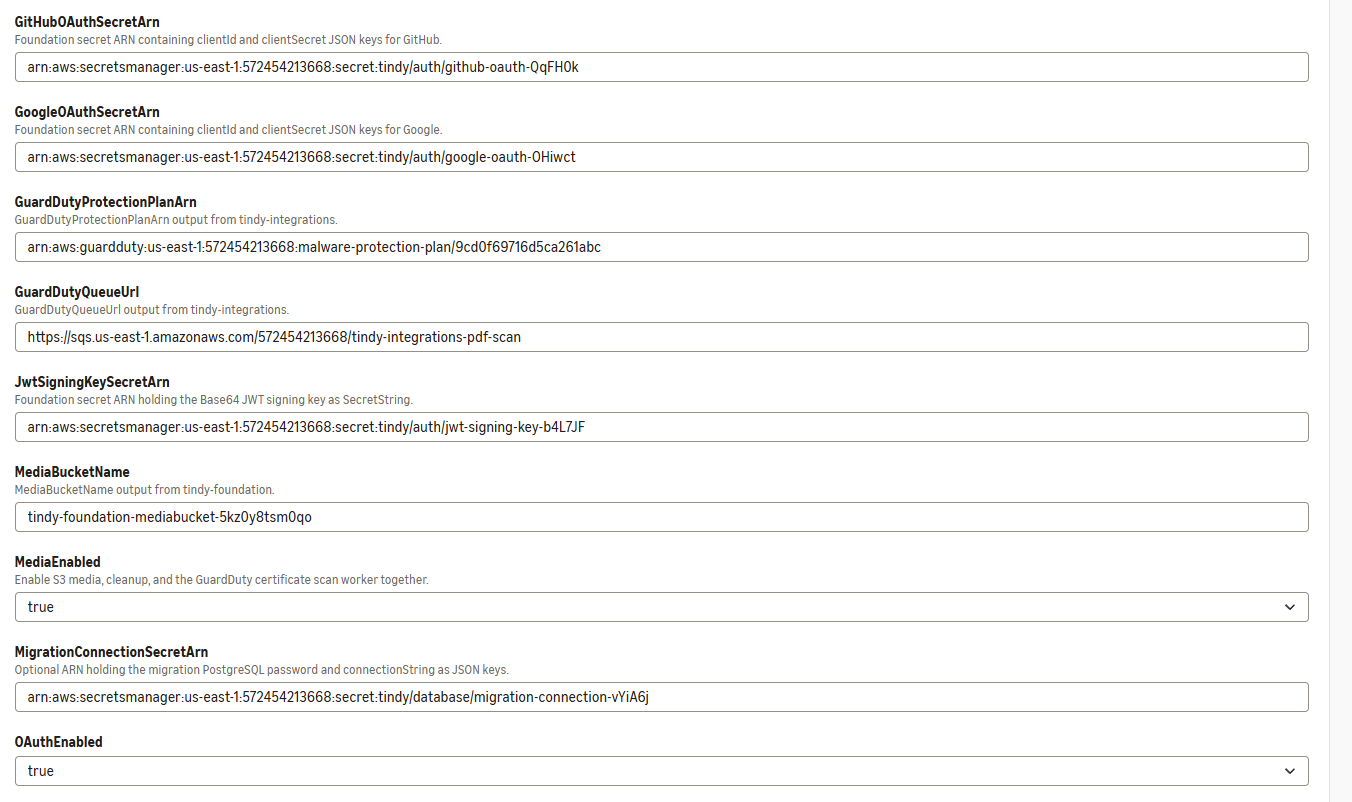 GitHubOAuthSecretArn
Foundation secret ARN containing clientId and clientSecret JSON keys for GitHub.
arn:aws:secretsmanager:us-east-1:572454213668:secret:tindy/auth/github-oauth-QqFH0k
GoogleOAuthSecretArn
Foundation secret ARN containing clientId and clientSecret JSON keys for Google.
arn:aws:secretsmanager:us-east-1:572454213668:secret:tindy/auth/google-oauth-OHiwct
GuardDutyProtectionPlanArn
GuardDutyProtectionPlanArn output from tindy-integrations.
arn:aws:guardduty:us-east-1:572454213668:malware-protection-plan/9cd0f69716d5ca261abc
GuardDutyQueueUrl
GuardDutyQueueUrl output from tindy-integrations.
https://sqs.us-east-1.amazonaws.com/572454213668/tindy-integrations-pdf-scan
JwtSigningKeySecretArn
Foundation secret ARN holding the Base64 JWT signing key as SecretString.
arn:aws:secretsmanager:us-east-1:572454213668:secret:tindy/auth/jwt-signing-key-b4L7JF
MediaBucketName
MediaBucketName output from tindy-foundation.
tindy-foundation-mediabucket-5kz0y8tsm0qo
MediaEnabled
Enable S3 media, cleanup, and the GuardDuty certificate scan worker together.
true
MigrationConnectionSecretArn
Optional ARN holding the migration PostgreSQL password and connectionString as JSON keys.
arn:aws:secretsmanager:us-east-1:572454213668:secret:tindy/database/migration-connection-vYiA6j
OAuthEnabled
true